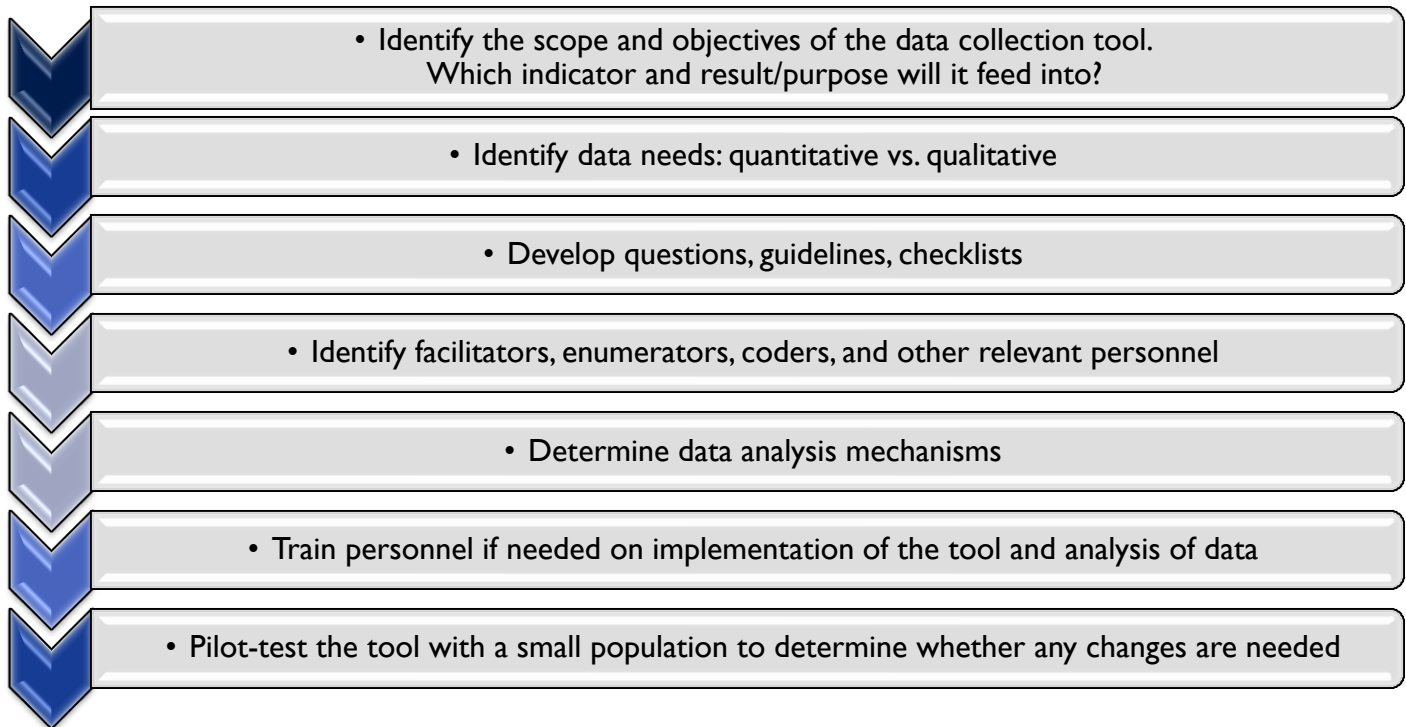 • Identify the scope and objectives of the data collection tool.
Which indicator and result/purpose will it feed into?
• Identify data needs: quantitative vs. qualitative
• Develop questions, guidelines, checklists
• Identify facilitators, enumerators, coders, and other relevant personnel
• Determine data analysis mechanisms
• Train personnel if needed on implementation of the tool and analysis of data
• Pilot-test the tool with a small population to determine whether any changes are needed